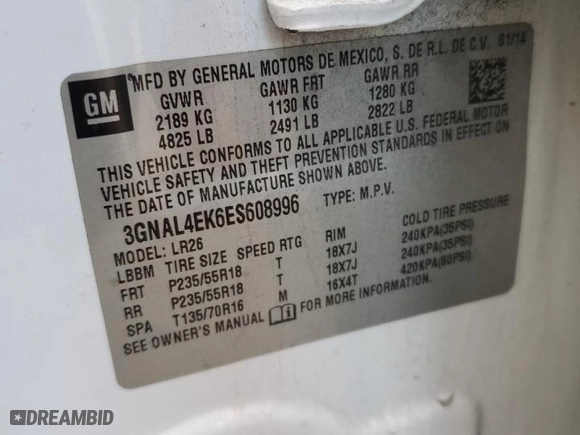 GM
®MFD BY GENERAL MOTORS DE MEXICO, S. DE R.L. DE C.V. 01/14
GVWR GAWR FRT GAWR RR
2189 KG 1130 KG 1280 KG
4825 LB 2491 LB 2822 LB
THIS VEHICLE CONFORMS TO ALL APPLICABLE U.S. FEDERAL MOTOR
VEHICLE SAFETY AND THEFT PREVENTION STANDARDS IN EFFECT ON
THE DATE OF MANUFACTURE SHOWN ABOVE.
3GNAL4EK6ES608996 TYPE: M.P.V.
MODEL: LR26
LBBM TIRE SIZE SPEED RTG RIM COLD TIRE PRESSURE
FRT P235/55R18 T 18X7J 240KPA(35PSI)
RR P235/55R18 T 18X7J 240KPA(35PSI)
SPA T135/70R16 M 16X4T 420KPA(60PSI)
SEE OWNER'S MANUAL FOR MORE INFORMATION.
DREAMBID